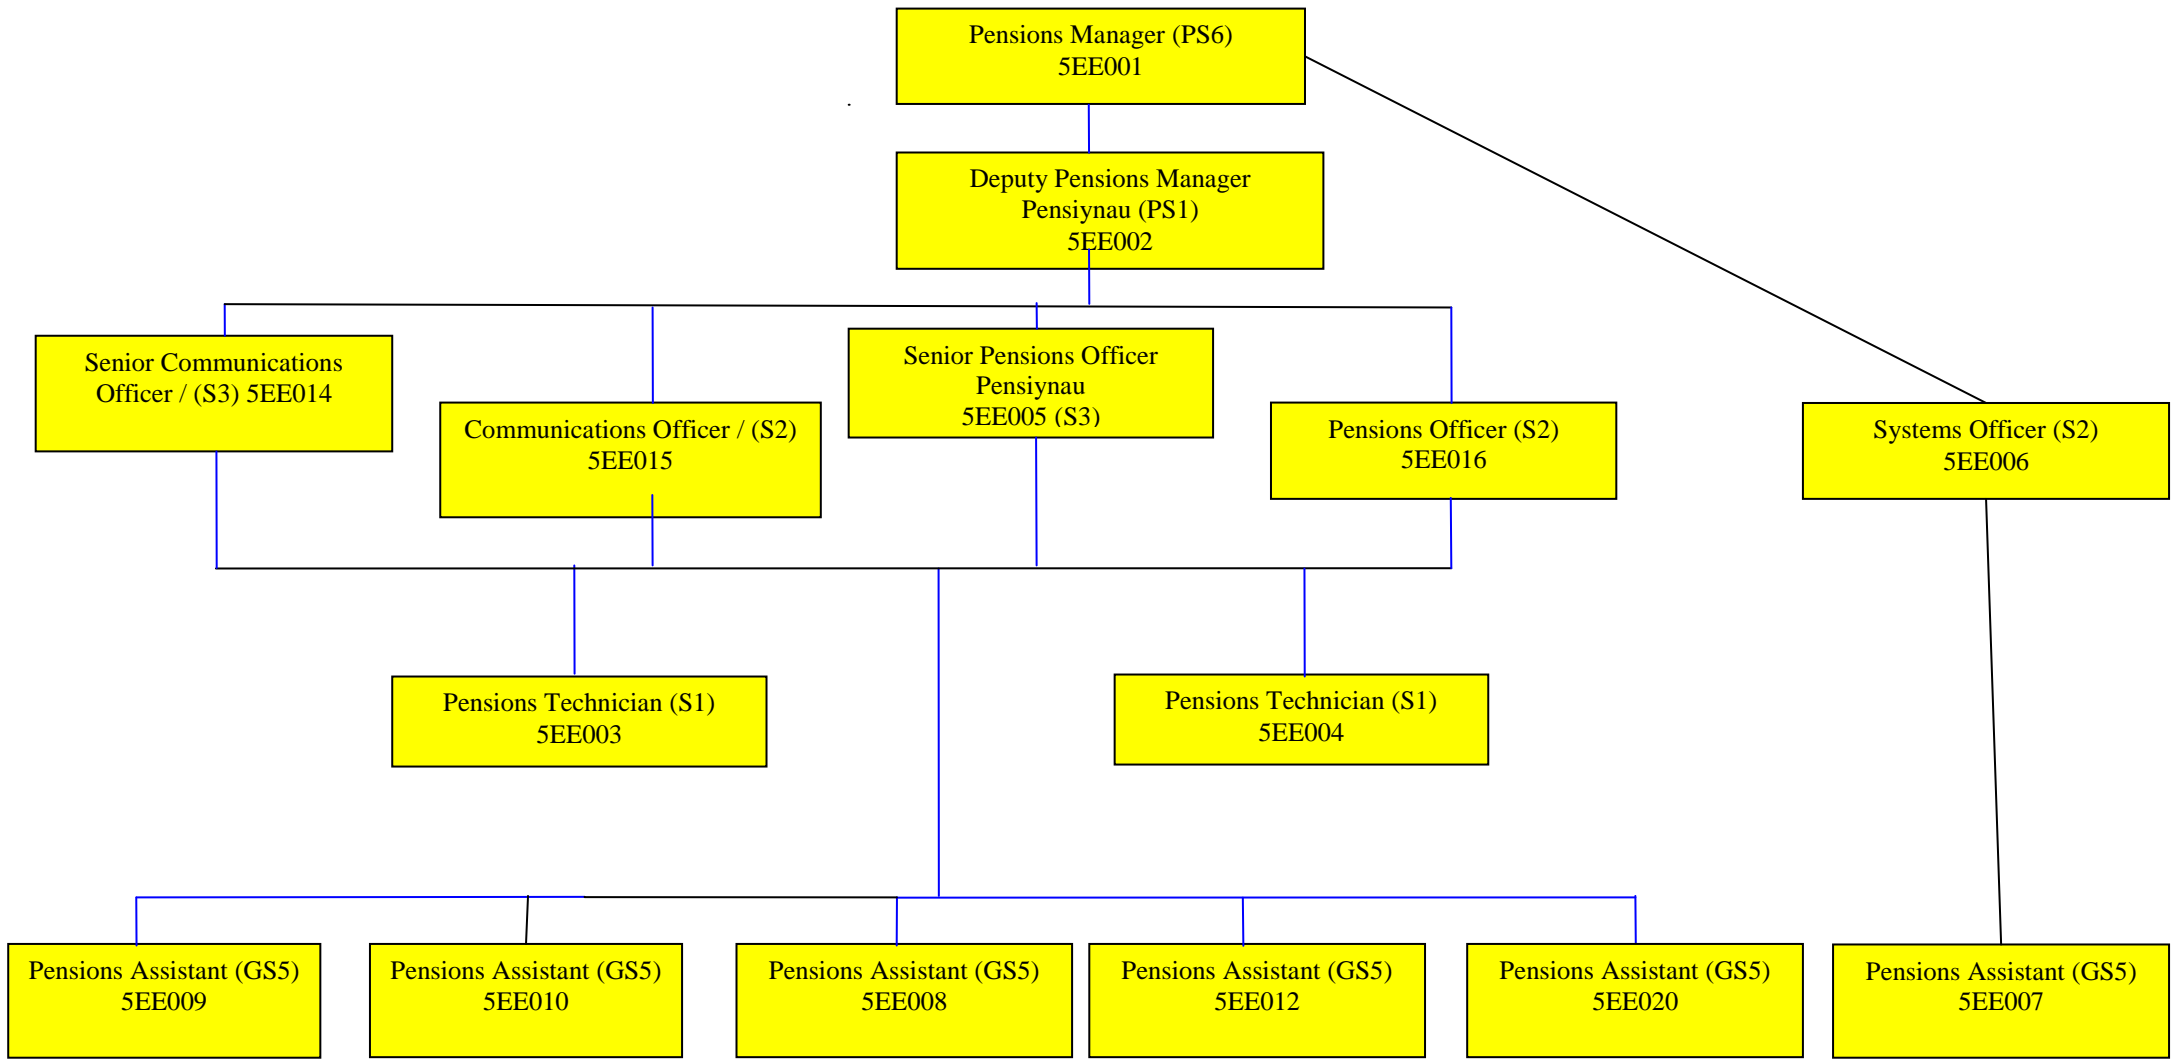 Pensions Manager (PS6)
5EE001
.
Deputy Pensions Manager
Pensiynau (PS1)
5EE002
Senior Communications
Officer / (S3) 5EE014
Communications Officer / (S2)
5EE015
Senior Pensions Officer
Pensiynau
5EE005 (S3)
Pensions Officer (S2)
5EE016
Systems Officer (S2)
5EE006
Pensions Technician (S1)
5EE003
Pensions Technician (S1)
5EE004
Pensions Assistant (GS5)
5EE009
Pensions Assistant (GS5)
5EE010
Pensions Assistant (GS5)
5EE008
Pensions Assistant (GS5)
5EE012
Pensions Assistant (GS5)
5EE020
Pensions Assistant (GS5)
5EE007